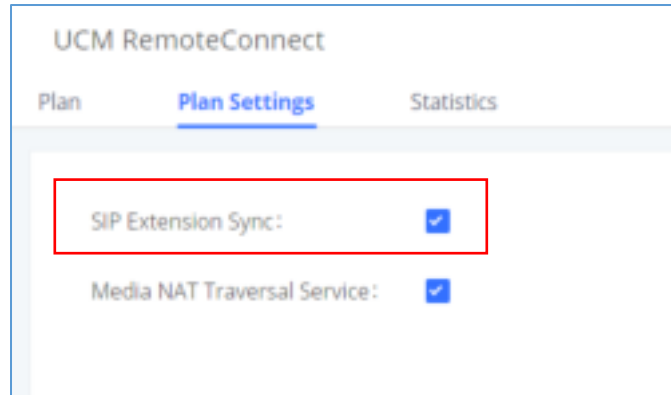 UCM RemoteConnect
Plan Plan Settings Statistics
SIP Extension Sync:
Media NAT Traversal Service: